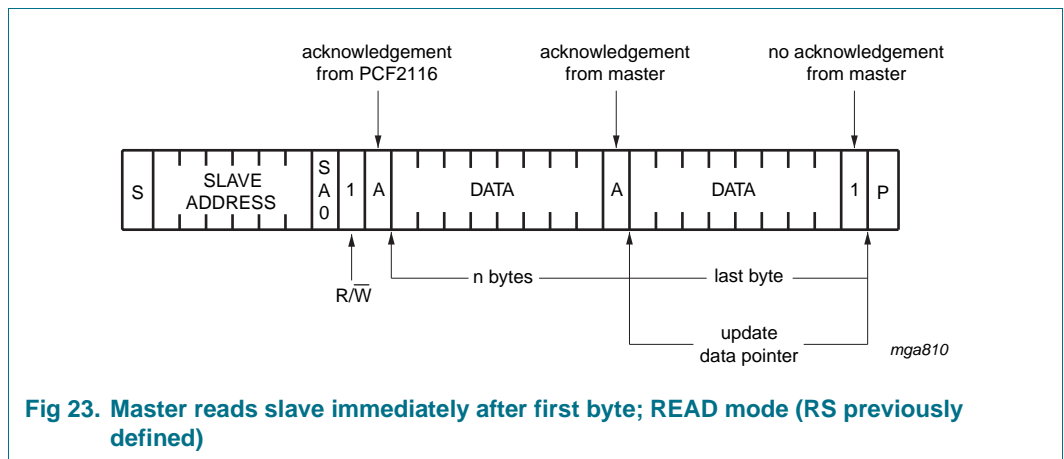 acknowledgement
from PCF2116
acknowledgement
from master
no acknowledgement
from master
S
SLAVE
ADDRESS
S
A
0
1
A
DATA
A
DATA
1
P
R/W̅
n bytes
last byte
update
data pointer
mga810
Fig 23. Master reads slave immediately after first byte; READ mode (RS previously
defined)